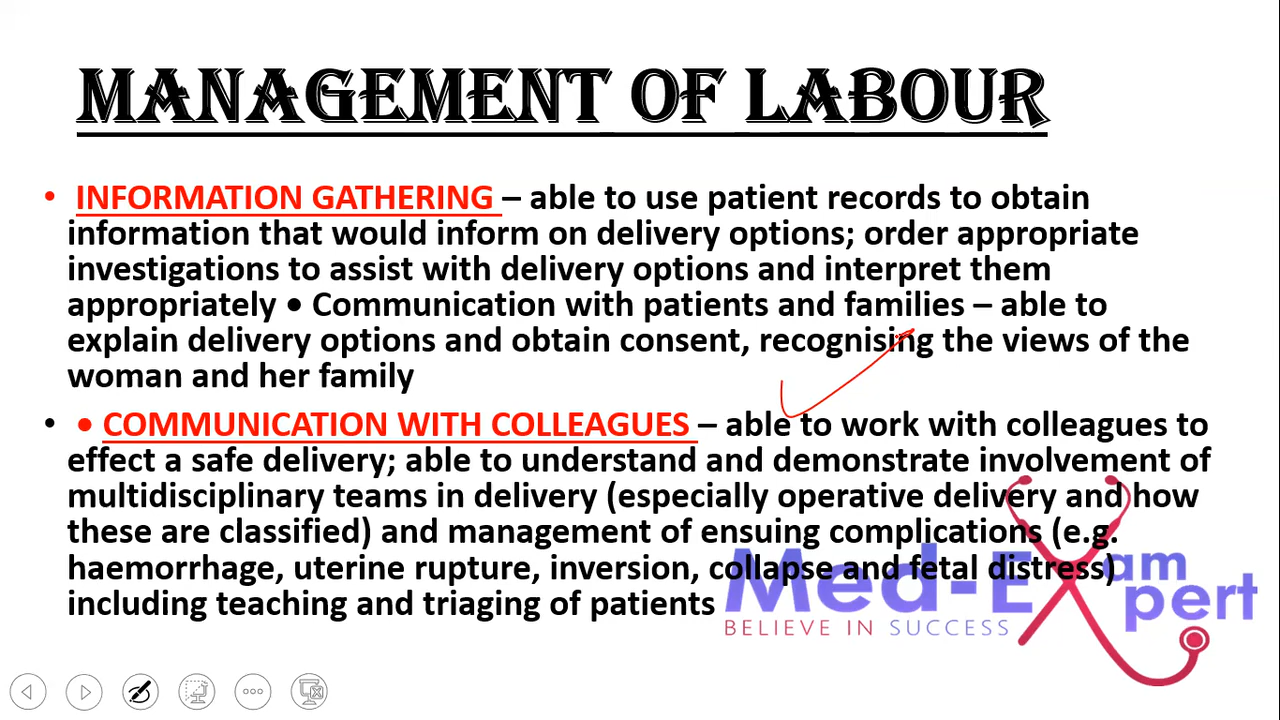 MANAGEMENT OF LABOUR
• INFORMATION GATHERING – able to use patient records to obtain
information that would inform on delivery options; order appropriate
investigations to assist with delivery options and interpret them
appropriately • Communication with patients and families – able to
explain delivery options and obtain consent, recognising the views of the
woman and her family
• • COMMUNICATION WITH COLLEAGUES – able to work with colleagues to
effect a safe delivery; able to understand and demonstrate involvement of
multidisciplinary teams in delivery (especially operative delivery and how
these are classified) and management of ensuing complications (e.g.
haemorrhage, uterine rupture, inversion, collapse and fetal distress)
including teaching and triaging of patients
Med-Exam
Xpert
BELIEVE IN SUCCESS